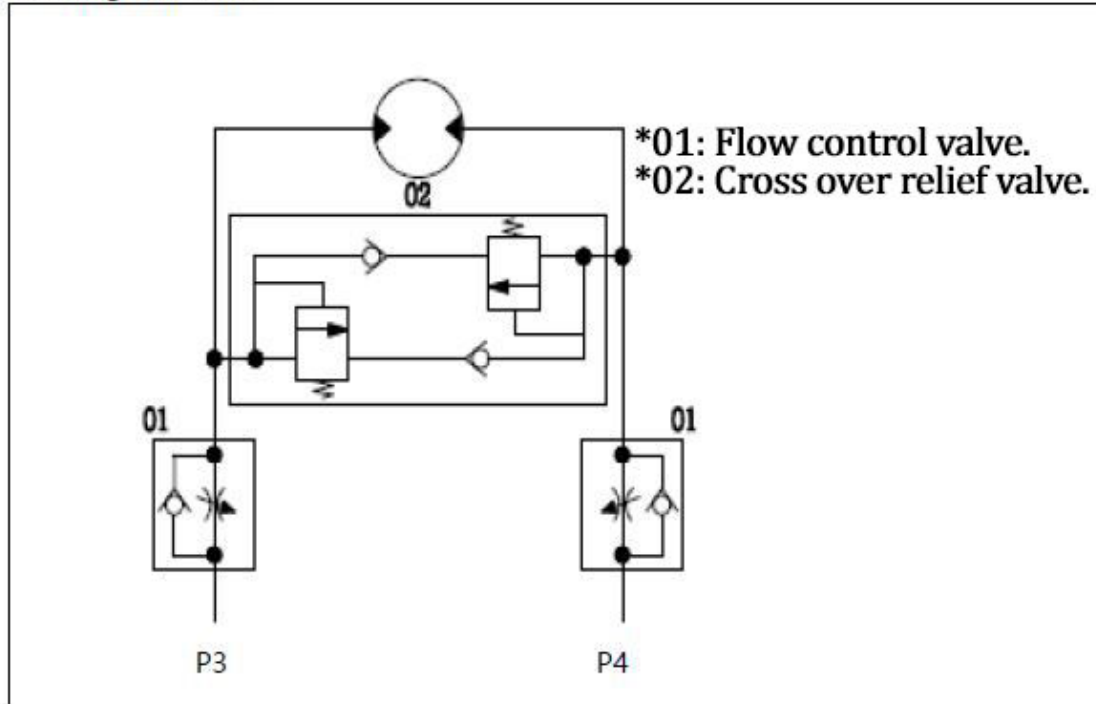 *01: Flow control valve.
*02: Cross over relief valve.
02
01
01
P3
P4